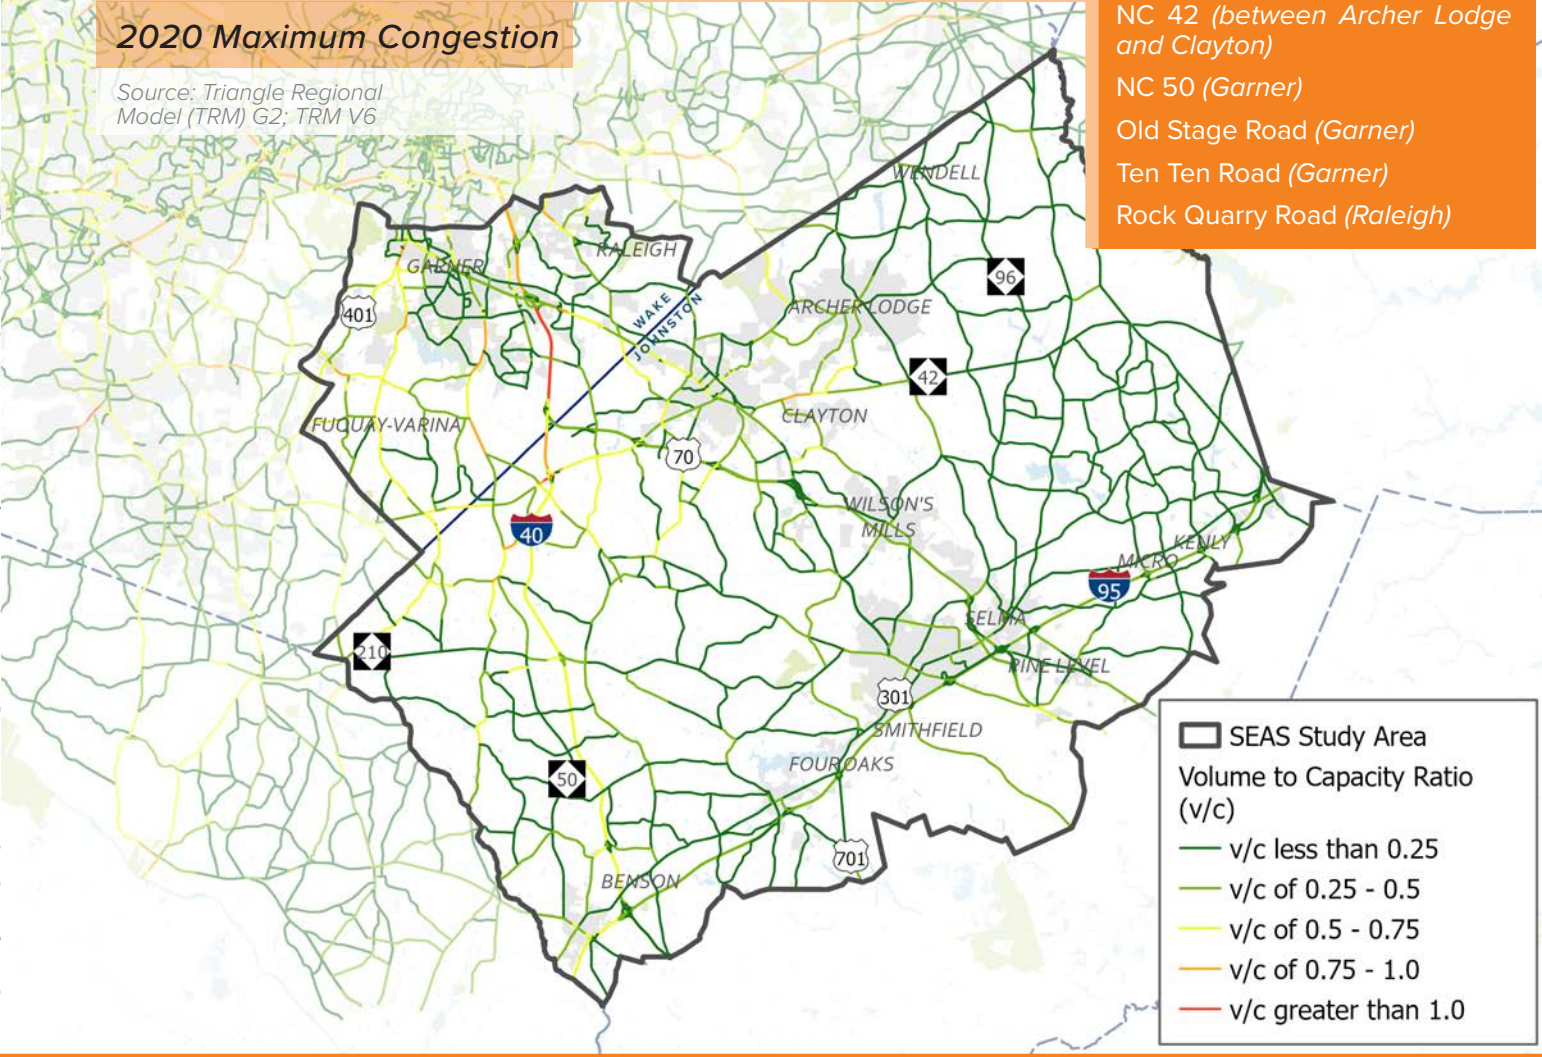 2020 Maximum Congestion
Source: Triangle Regional
Model (TRM) G2; TRM V6
NC 42 (between Archer Lodge
and Clayton)
NC 50 (Garner)
Old Stage Road (Garner)
Ten Ten Road (Garner)
Rock Quarry Road (Raleigh)
WENDELL
RALEIGH
GARNER
96
401
WAKE
JOHNSTON
ARCHER LODGE
42
CLAYTON
FUQUAY-VARINA
70
WILSON'S
MILLS
40
KENLY
MICRO
95
SELMA
210
PINE LEVEL
301
SMITHFIELD
FOUR OAKS
50
701
BENSON
SEAS Study Area
Volume to Capacity Ratio
(v/c)
v/c less than 0.25
v/c of 0.25 - 0.5
v/c of 0.5 - 0.75
v/c of 0.75 - 1.0
v/c greater than 1.0